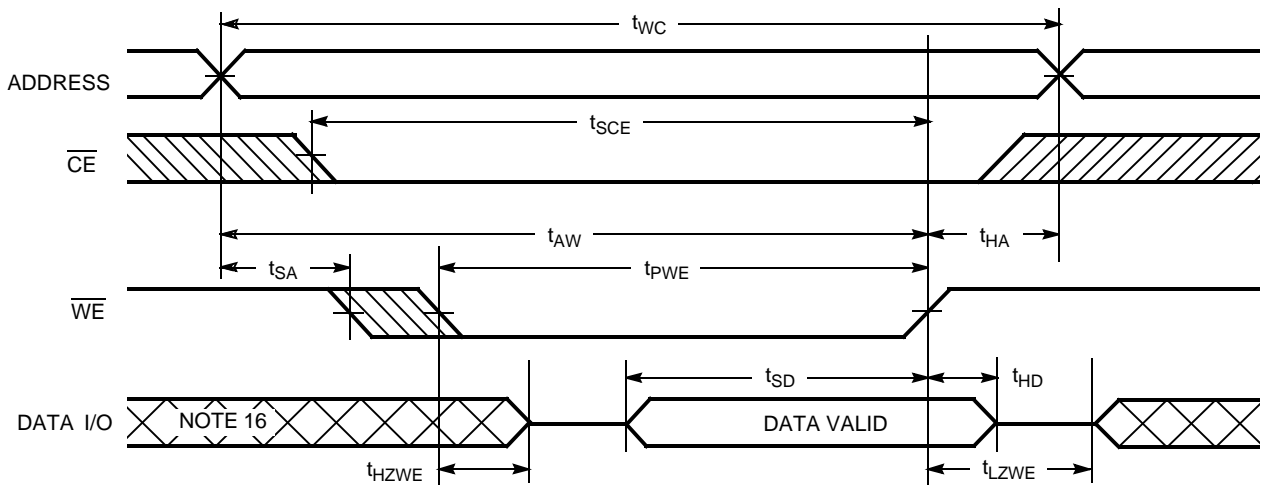 tWC
ADDRESS
tSCE
CE
tAW
tHA
tSA
tPWE
WE
tSD
tHD
DATA I/O
NOTE 16
DATA VALID
tHZWE
tLZWE